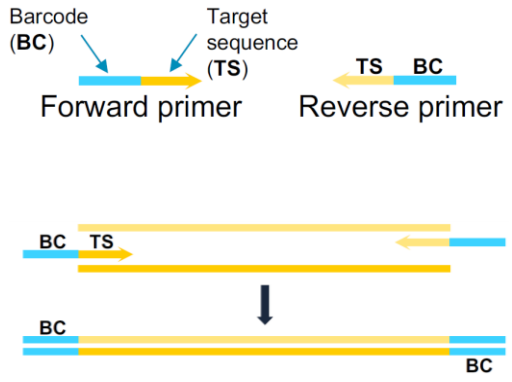 Barcode
(BC)
Target
sequence
(TS)
TS BC
Forward primer
Reverse primer
BC TS
BC
BC